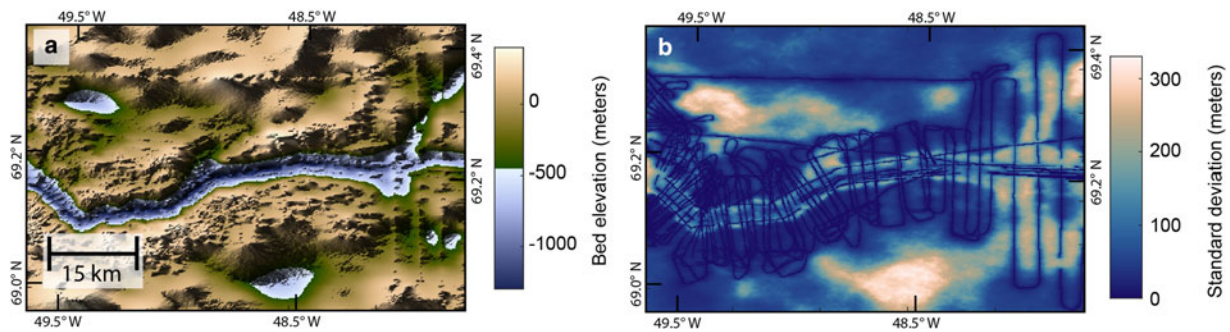 49.5° W
48.5° W
a
69.4° N
69.2° N
69.2° N
69.0° N
15 km
49.5° W
48.5° W
0
-500
-1000
Bed elevation (meters)
49.5° W
48.5° W
b
69.4° N
69.2° N
69.2° N
69.0° N
49.5° W
48.5° W
300
200
100
0
Standard deviation (meters)